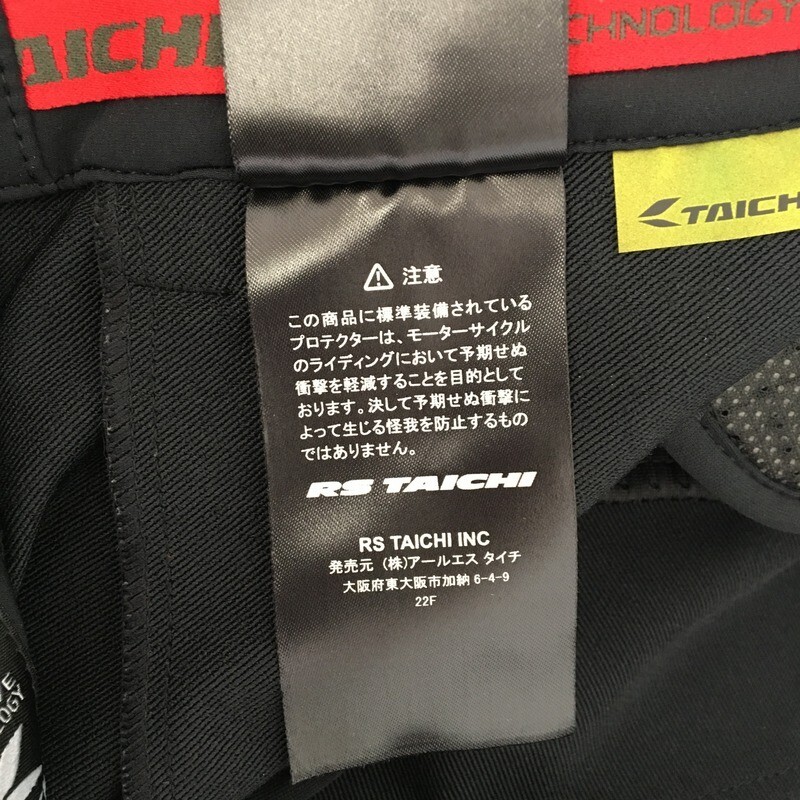 TAICHI
CHNOLOGY
TAICH
⚠ 注意
この商品に標準装備されている
プロテクターは、モーターサイクル
のライディングにおいて予期せぬ
衝撃を軽減することを目的として
おります。決して予期せぬ衝撃に
よって生じる怪我を防止するもの
ではありません。
RS TAICHI
RS TAICHI INC
発売元 (株)アールエス タイチ
大阪府東大阪市加納 6-4-9
22F
VE
OLOGY